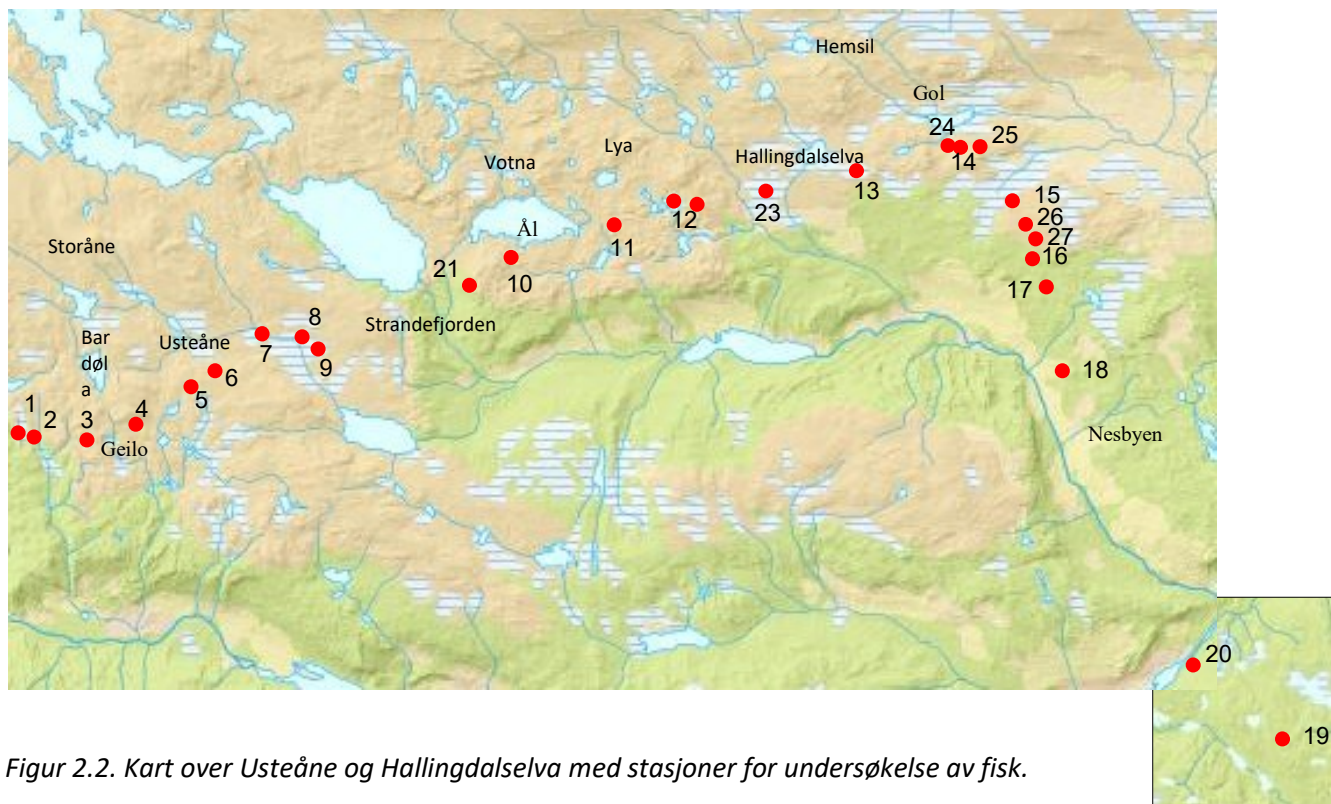 Hemsil
Gol
24
25
14
Lya
Votna
Hallingdalselva
13
12
23
15
Ål
26
Storåne
11
27
21
10
16
17
Strandefjorden
8
Bar
døl
a
Usteåne
7
9
6
18
5
1
2
3
4
Geilo
Nesbyen
20
19
Figur 2.2. Kart over Usteåne og Hallingdalselva med stasjoner for undersøkelse av fisk.